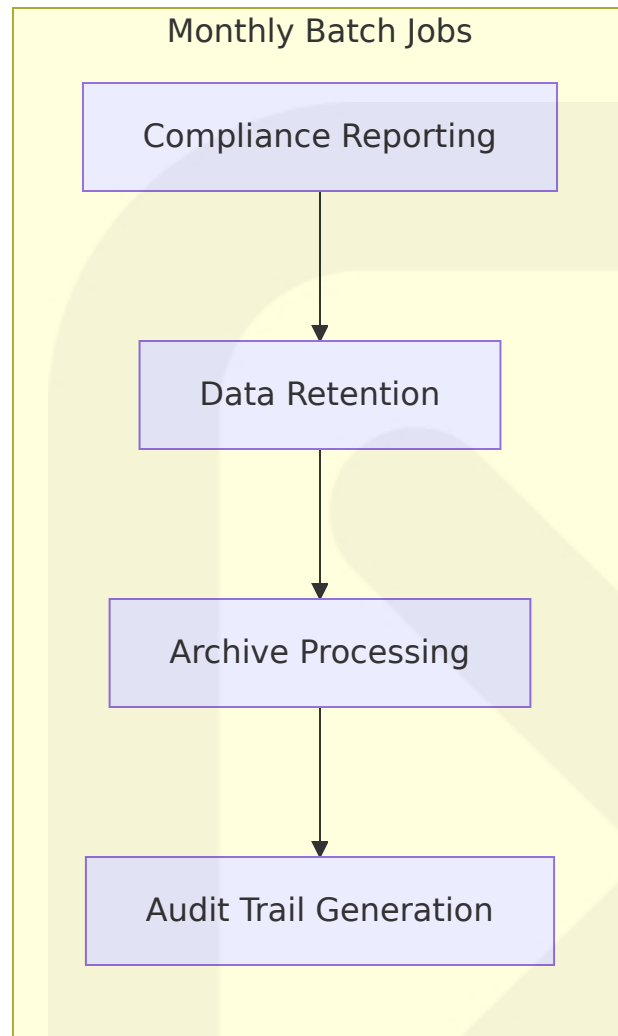 Monthly Batch Jobs
Compliance Reporting
Data Retention
Archive Processing
Audit Trail Generation